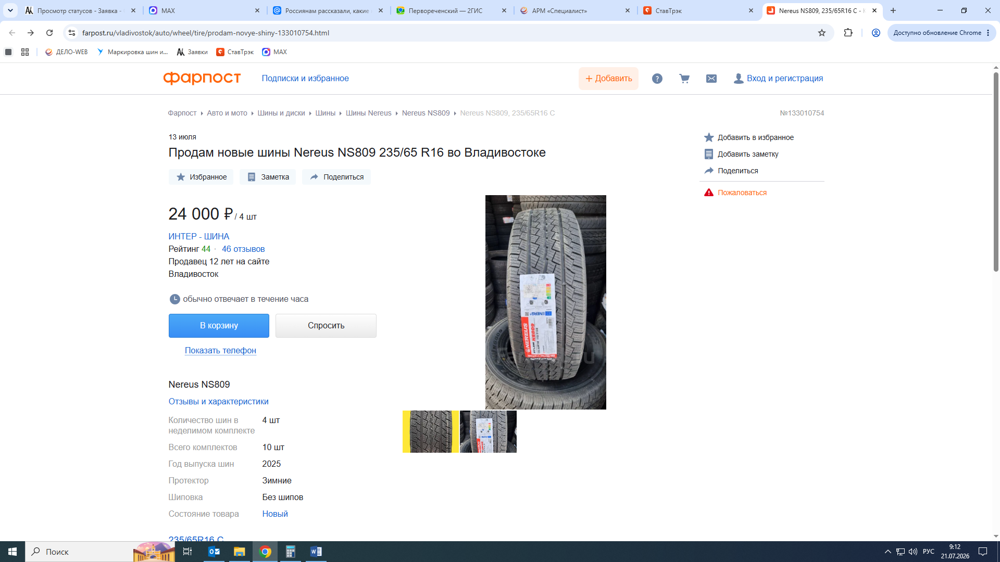 Просмотр статусов - Заявка -
MAX
Россиянам рассказали, какие
Первореченский — 2ГИС
АРМ «Специалист»
СтавТрэк
Nereus NS809, 235/65R16 C - К
farpost.ru/vladivostok/auto/wheel/tire/prodam-novye-shiny-133010754.html
Доступно обновление Chrome
ДЕЛО-WEB
Маркировка шин и...
Заявки
СтавТрэк
MAX
Фарпост
Подписки и избранное
+ Добавить
Вход и регистрация
Фарпост
Авто и мото
Шины и диски
Шины
Шины Nereus
Nereus NS809
Nereus NS809, 235/65R16 C
№133010754
13 июля
Продам новые шины Nereus NS809 235/65 R16 во Владивостоке
Избранное
Заметка
Поделиться
Добавить в избранное
Добавить заметку
Поделиться
Пожаловаться
24 000 ₽ / 4 шт
ИНТЕР - ШИНА
Рейтинг 44 · 46 отзывов
Продавец 12 лет на сайте
Владивосток
обычно отвечает в течение часа
В корзину
Спросить
Показать телефон
ENERG
NEREUS
NS809
Nereus NS809
Отзывы и характеристики
Количество шин в неделимом комплекте
4 шт
Всего комплектов
10 шт
Год выпуска шин
2025
Протектор
Зимние
Шиповка
Без шипов
Состояние товара
Новый
235/65R16 C
Поиск
РУС
9:12
21.07.2026